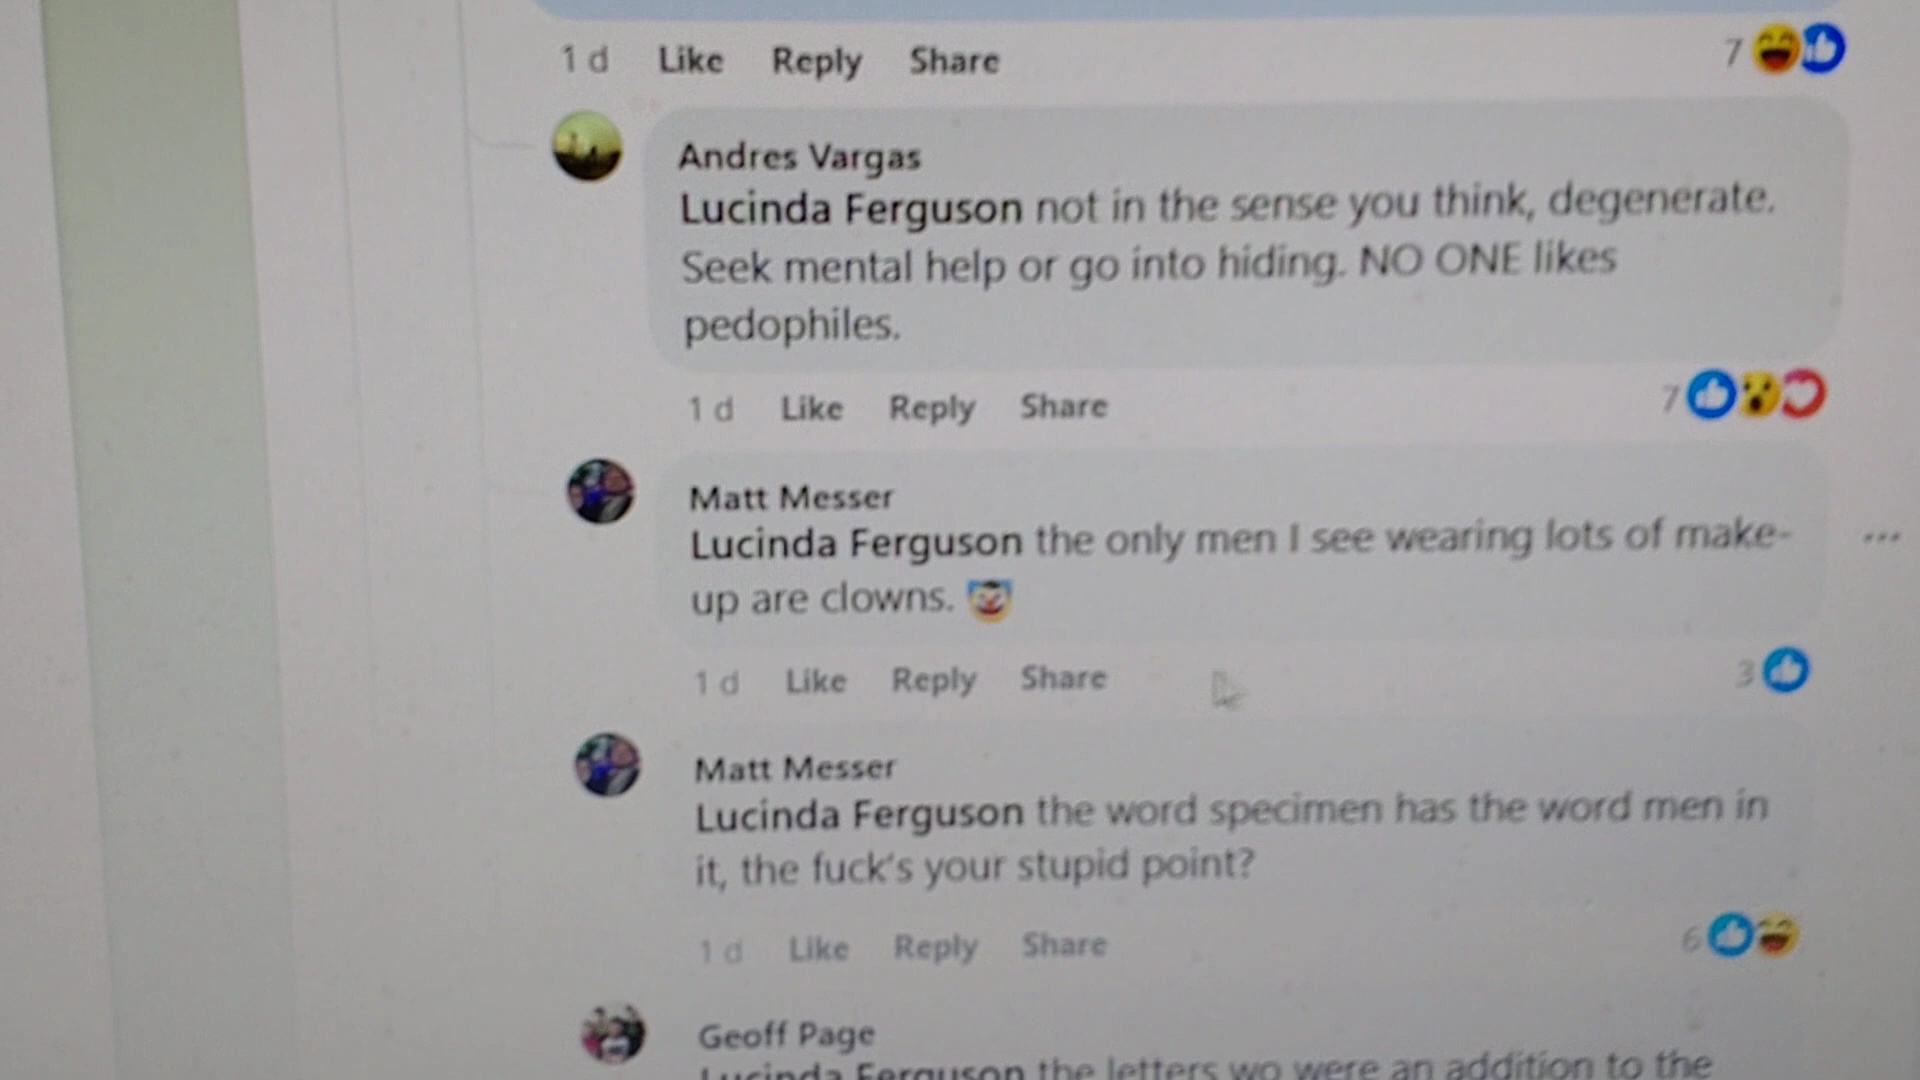 1 d Like Reply Share 7
Andres Vargas
Lucinda Ferguson not in the sense you think, degenerate.
Seek mental help or go into hiding. NO ONE likes
pedophiles.
1 d Like Reply Share 7
Matt Messer
Lucinda Ferguson the only men I see wearing lots of make-
up are clowns. 🤡
1 d Like Reply Share 3
Matt Messer
Lucinda Ferguson the word specimen has the word men in
it, the fuck's your stupid point?
1 d Like Reply Share 6
Geoff Page
Lucinda Ferguson the letters wo were an addition to the